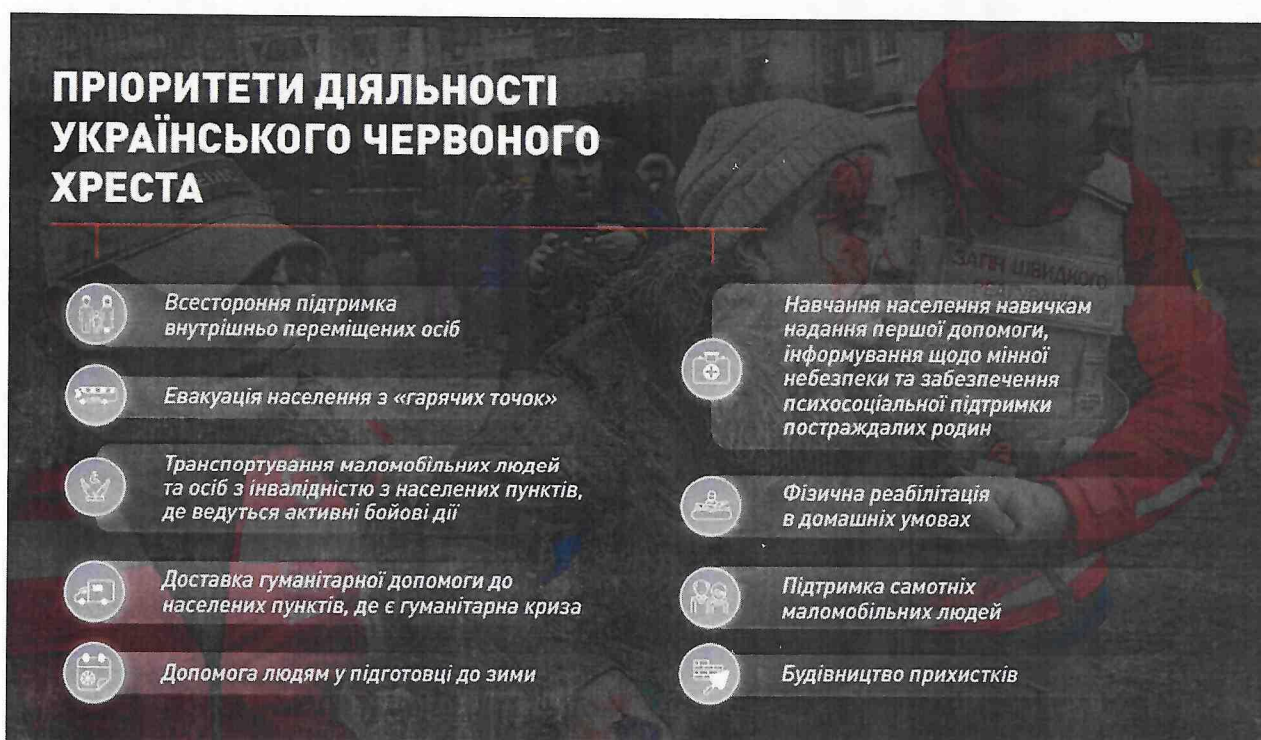 ПРІОРИТЕТИ ДІЯЛЬНОСТІ
УКРАЇНСЬКОГО ЧЕРВОНОГО
ХРЕСТА
Всестороння підтримка
внутрішньо переміщених осіб
Евакуація населення з «гарячих точок»
Транспортування маломобільних людей
та осіб з інвалідністю з населених пунктів,
де ведуться активні бойові дії
Доставка гуманітарної допомоги до
населених пунктів, де є гуманітарна криза
Допомога людям у підготовці до зими
Навчання населення навичкам
надання першої допомоги,
інформування щодо мінної
небезпеки та забезпечення
психосоціальної підтримки
постраждалих родин
Фізична реабілітація
в домашніх умовах
Підтримка самотніх
маломобільних людей
Будівництво прихистків
ЗАГІН ШВИДКОГО